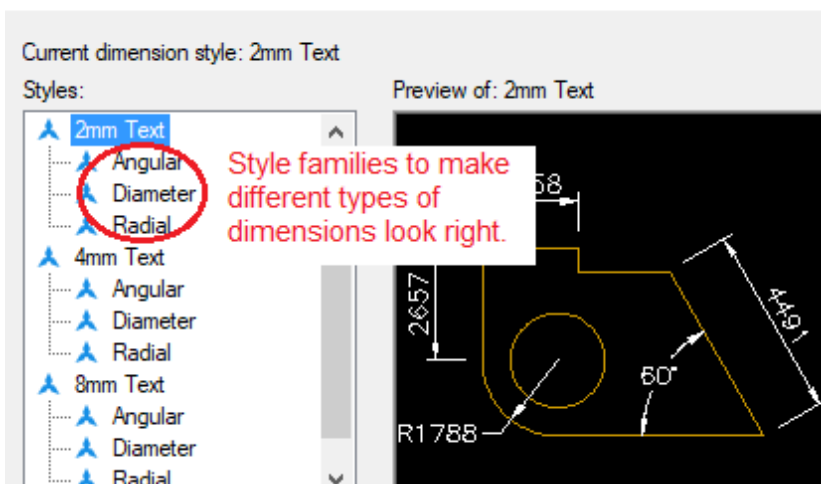 Current dimension style: 2mm Text
Styles:
Preview of: 2mm Text
2mm Text
Angular
Diameter
Radial
4mm Text
Angular
Diameter
Radial
8mm Text
Angular
Diameter
Radial
Style families to make
different types of
dimensions look right.
58
2657
4491
60°
R1788